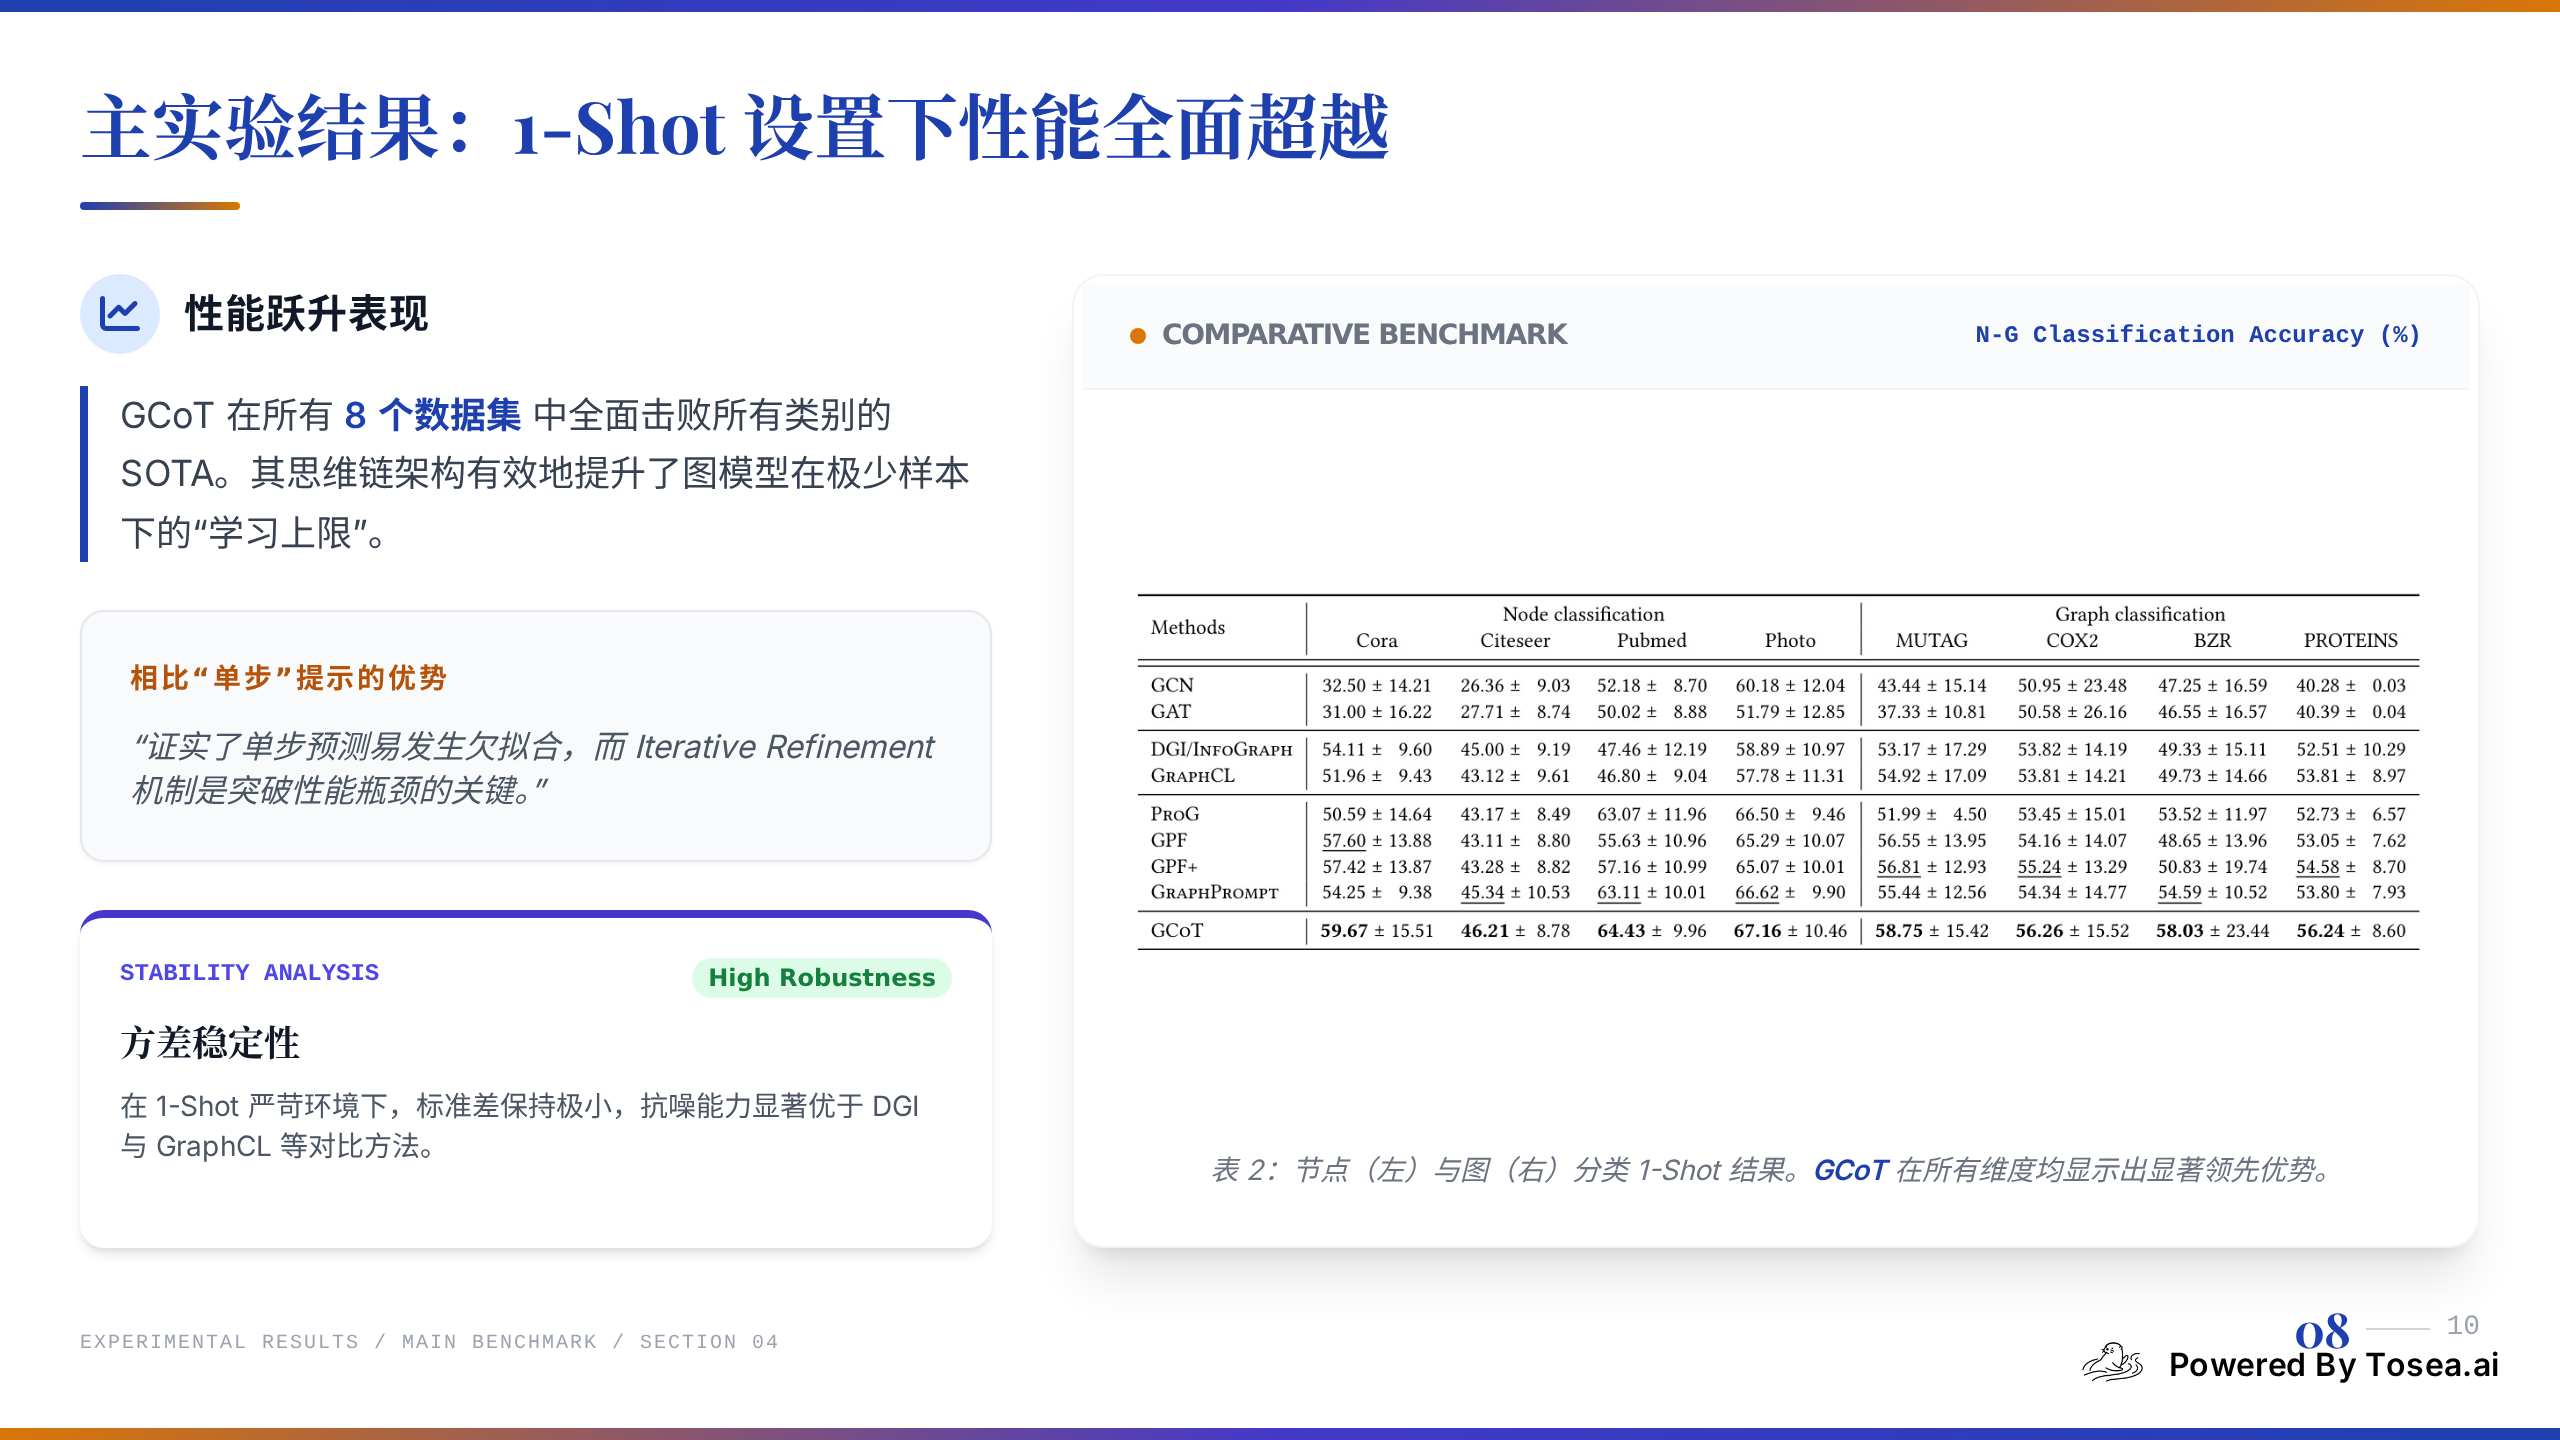 主实验结果：1-Shot 设置下性能全面超越
性能跃升表现
GCoT 在所有 8 个数据集 中全面击败所有类别的
SOTA。其思维链架构有效地提升了图模型在极少样本
下的“学习上限”。
相比“单步”提示的优势
“证实了单步预测易发生欠拟合，而 Iterative Refinement
机制是突破性能瓶颈的关键。”
STABILITY ANALYSIS
High Robustness
方差稳定性
在 1-Shot 严苛环境下，标准差保持极小，抗噪能力显著优于 DGI
与 GraphCL 等对比方法。
COMPARATIVE BENCHMARK
N-G Classification Accuracy (%)
Methods Node classification Graph classification
Cora Citeseer Pubmed Photo MUTAG COX2 BZR PROTEINS
GCN 32.50 ± 14.21 26.36 ± 9.03 52.18 ± 8.70 60.18 ± 12.04 43.44 ± 15.14 50.95 ± 23.48 47.25 ± 16.59 40.28 ± 0.03
GAT 31.00 ± 16.22 27.71 ± 8.74 50.02 ± 8.88 51.79 ± 12.85 37.33 ± 10.81 50.58 ± 26.16 46.55 ± 16.57 40.39 ± 0.04
DGI/InfoGraph 54.11 ± 9.60 45.00 ± 9.19 47.46 ± 12.19 58.89 ± 10.97 53.17 ± 17.29 53.82 ± 14.19 49.33 ± 15.11 52.51 ± 10.29
GraphCL 51.96 ± 9.43 43.12 ± 9.61 46.80 ± 9.04 57.78 ± 11.31 54.92 ± 17.09 53.81 ± 14.21 49.73 ± 14.66 53.81 ± 8.97
ProG 50.59 ± 14.64 43.17 ± 8.49 63.07 ± 11.96 66.50 ± 9.46 51.99 ± 4.50 53.45 ± 15.01 53.52 ± 11.97 52.73 ± 6.57
GPF 57.60 ± 13.88 43.11 ± 8.80 55.63 ± 10.96 65.29 ± 10.07 56.55 ± 13.95 54.16 ± 14.07 48.65 ± 13.96 53.05 ± 7.62
GPF+ 57.42 ± 13.87 43.28 ± 8.82 57.16 ± 10.99 65.07 ± 10.01 56.81 ± 12.93 55.24 ± 13.29 50.83 ± 19.74 54.58 ± 8.70
GraphPrompt 54.25 ± 9.38 45.34 ± 10.53 63.11 ± 10.01 66.62 ± 9.90 55.44 ± 12.56 54.34 ± 14.77 54.59 ± 10.52 53.80 ± 7.93
GCoT 59.67 ± 15.51 46.21 ± 8.78 64.43 ± 9.96 67.16 ± 10.46 58.75 ± 15.42 56.26 ± 15.52 58.03 ± 23.44 56.24 ± 8.60
表 2：节点（左）与图（右）分类 1-Shot 结果。GCoT 在所有维度均显示出显著领先优势。
EXPERIMENTAL RESULTS / MAIN BENCHMARK / SECTION 04
08 10
Powered By Tosea.ai